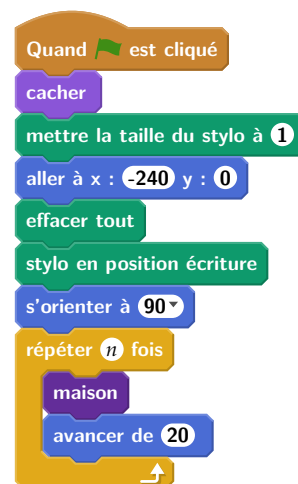 Quand est cliqué
cacher
mettre la taille du stylo à 1
aller à x : -240 y : 0
effacer tout
stylo en position écriture
s'orienter à 90
répéter n fois
maison
avancer de 20